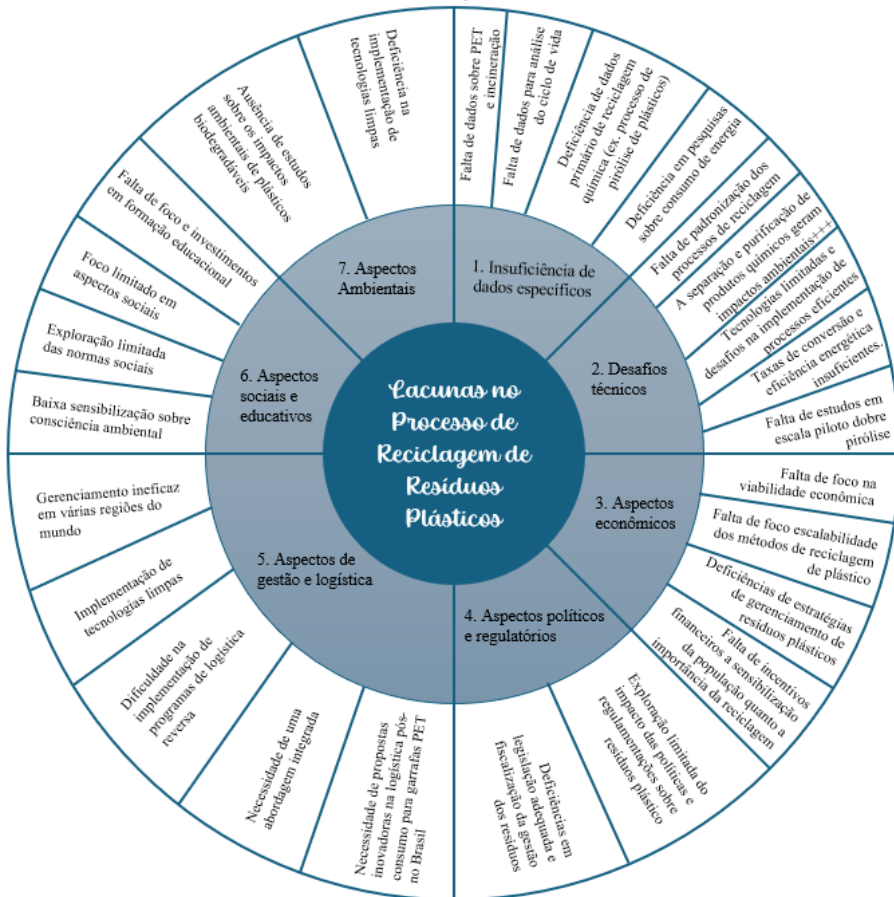 Lacunas no
Processo de
Reciclagem de
Resíduos
Plásticos
1. Insuficiência de
dados específicos
Falta de dados sobre PET
e incineração
Falta de dados para análise
do ciclo de vida
Deficiência de dados
primário de reciclagem
química (ex. processo de
pirólise de plásticos)
Deficiência em pesquisas
sobre consumo de energia
2. Desafios
técnicos
Falta de padronização dos
processos de reciclagem
A separação e purificação de
produtos químicos geram
impactos ambientais+++
Tecnologias limitadas e
desafios na implementação de
processos eficientes
Taxas de conversão e
eficiência energética
insuficientes.
Falta de estudos em
escala piloto dobre
pirólise
3. Aspectos
econômicos
Falta de foco na
viabilidade econômica
Falta de foco escalabilidade
dos métodos de reciclagem
de plástico
Deficiências de estratégias
de gerenciamento de
resíduos plásticos
Falta de incentivos
financeiros a sensibilização
da população quanto a
importância da reciclagem
4. Aspectos políticos
e regulatórios
Exploração limitada do
impacto das políticas e
regulamentações sobre
resíduos plástico
Deficiências em
legislação adequada e
fiscalização da gestão
dos resíduos
5. Aspectos de
gestão e logística
Necessidade de propostas
inovadoras na logística pós-
consumo para garrafas PET
no Brasil
Necessidade de uma
abordagem integrada
Dificuldade na
implementação de
programas de logística
reversa
Implementação de
tecnologias limpas
Gerenciamento ineficaz
em várias regiões do
mundo
6. Aspectos
sociais e
educativos
Baixa sensibilização sobre
consciência ambiental
Exploração limitada
das normas sociais
Foco limitado em
aspectos sociais
Falta de foco e investimentos
em formação educacional
7. Aspectos
Ambientais
Ausência de estudos
sobre os impactos
ambientais de plásticos
biodegradáveis
Deficiência na
implementação de
tecnologias limpas